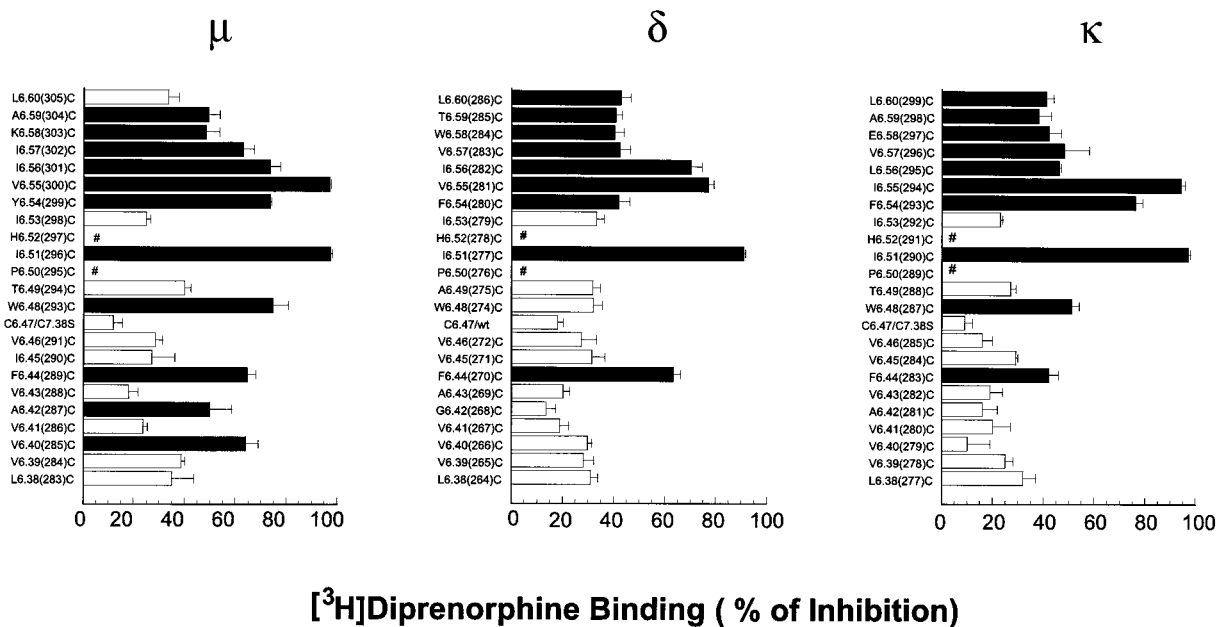 μ
L6.60(305)C
A6.59(304)C
K6.58(303)C
I6.57(302)C
I6.56(301)C
V6.55(300)C
Y6.54(299)C
I6.53(298)C
H6.52(297)C #
I6.51(296)C
P6.50(295)C #
T6.49(294)C
W6.48(293)C
C6.47/C7.38S
V6.46(291)C
I6.45(290)C
F6.44(289)C
V6.43(288)C
A6.42(287)C
V6.41(286)C
V6.40(285)C
V6.39(284)C
L6.38(283)C
0 20 40 60 80 100
δ
L6.60(286)C
T6.59(285)C
W6.58(284)C
V6.57(283)C
I6.56(282)C
V6.55(281)C
F6.54(280)C
I6.53(279)C
H6.52(278)C #
I6.51(277)C
P6.50(276)C #
A6.49(275)C
W6.48(274)C
C6.47/wt
V6.46(272)C
V6.45(271)C
F6.44(270)C
A6.43(269)C
G6.42(268)C
V6.41(267)C
V6.40(266)C
V6.39(265)C
L6.38(264)C
0 20 40 60 80 100
κ
L6.60(299)C
A6.59(298)C
E6.58(297)C
V6.57(296)C
L6.56(295)C
I6.55(294)C
F6.54(293)C
I6.53(292)C
H6.52(291)C #
I6.51(290)C
P6.50(289)C #
T6.49(288)C
W6.48(287)C
C6.47/C7.38S
V6.46(285)C
V6.45(284)C
F6.44(283)C
V6.43(282)C
A6.42(281)C
V6.41(280)C
V6.40(279)C
V6.39(278)C
L6.38(277)C
0 20 40 60 80 100
[³H]Diprenorphine Binding ( % of Inhibition)